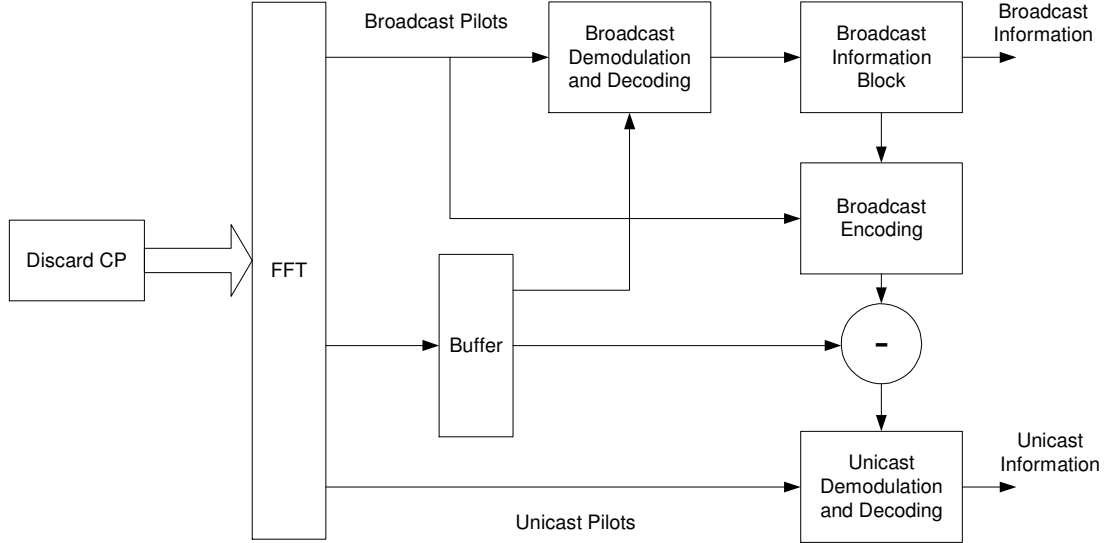 Broadcast Pilots
Broadcast
Demodulation
and Decoding
Broadcast
Information
Block
Broadcast
Information
Broadcast
Encoding
Discard CP
FFT
Buffer
-
Unicast
Demodulation
and Decoding
Unicast
Information
Unicast Pilots